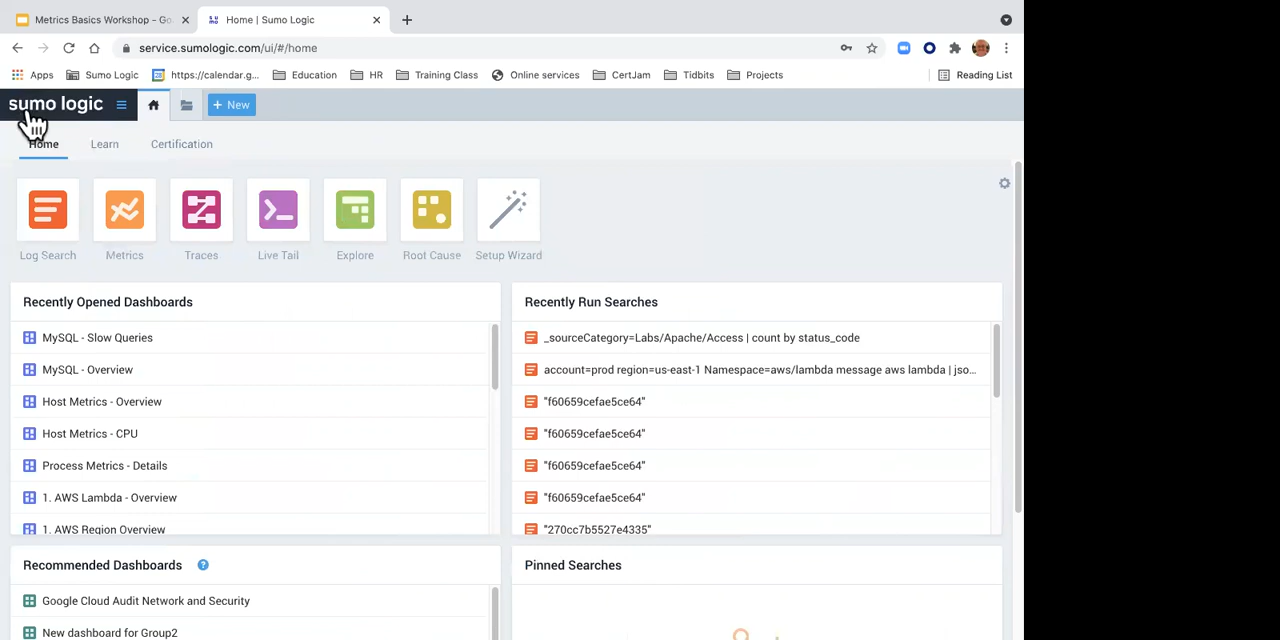 Metrics Basics Workshop - Go
Home | Sumo Logic
service.sumologic.com/ui/#/home
Apps
Sumo Logic
https://calendar.g...
Education
HR
Training Class
Online services
CertJam
Tidbits
Projects
Reading List
sumo logic
+ New
Home
Learn
Certification
Log Search
Metrics
Traces
Live Tail
Explore
Root Cause
Setup Wizard
Recently Opened Dashboards
MySQL - Slow Queries
MySQL - Overview
Host Metrics - Overview
Host Metrics - CPU
Process Metrics - Details
1. AWS Lambda - Overview
1. AWS Region Overview
Recently Run Searches
_sourceCategory=Labs/Apache/Access | count by status_code
account=prod region=us-east-1 Namespace=aws/lambda message aws lambda | jso...
"f60659cefae5ce64"
"f60659cefae5ce64"
"f60659cefae5ce64"
"f60659cefae5ce64"
"270cc7b5527e4335"
Recommended Dashboards ?
Google Cloud Audit Network and Security
New dashboard for Group2
Pinned Searches